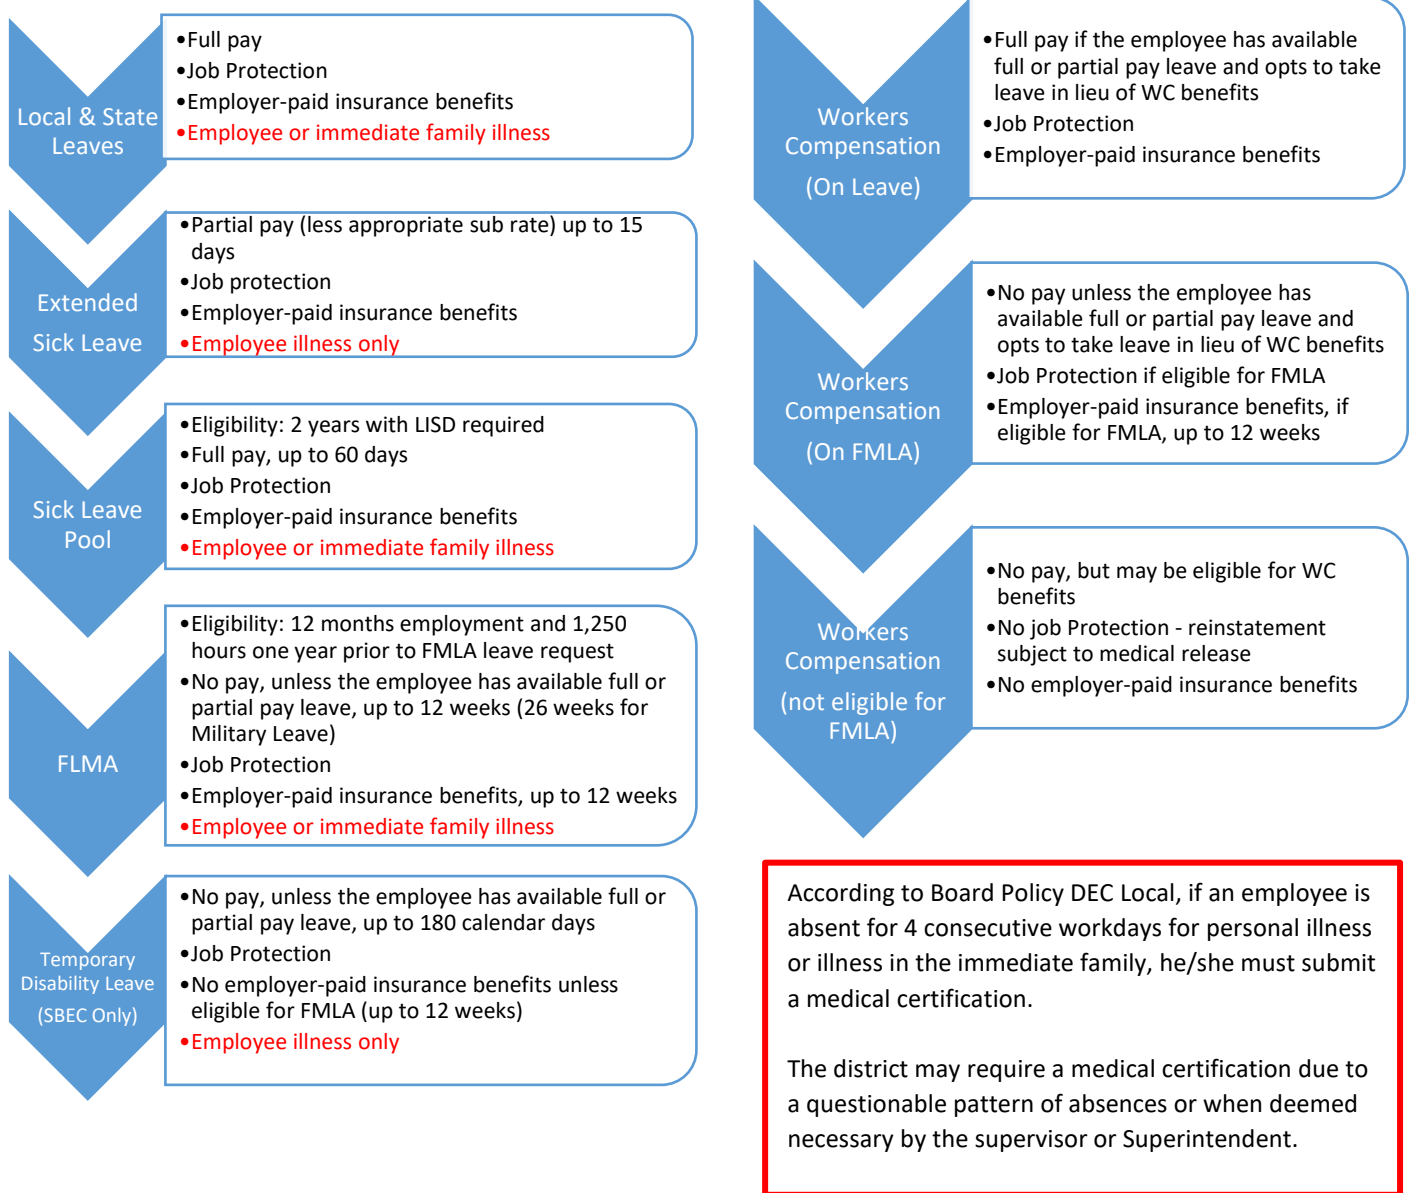 Local & State
Leaves
•Full pay
•Job Protection
•Employer-paid insurance benefits
•Employee or immediate family illness
Extended
Sick Leave
•Partial pay (less appropriate sub rate) up to 15
days
•Job protection
•Employer-paid insurance benefits
•Employee illness only
Sick Leave
Pool
•Eligibility: 2 years with LISD required
•Full pay, up to 60 days
•Job Protection
•Employer-paid insurance benefits
•Employee or immediate family illness
FLMA
•Eligibility: 12 months employment and 1,250
hours one year prior to FMLA leave request
•No pay, unless the employee has available full or
partial pay leave, up to 12 weeks (26 weeks for
Military Leave)
•Job Protection
•Employer-paid insurance benefits, up to 12 weeks
•Employee or immediate family illness
Temporary
Disability Leave
(SBEC Only)
•No pay, unless the employee has available full or
partial pay leave, up to 180 calendar days
•Job Protection
•No employer-paid insurance benefits unless
eligible for FMLA (up to 12 weeks)
•Employee illness only
Workers
Compensation
(On Leave)
•Full pay if the employee has available
full or partial pay leave and opts to take
leave in lieu of WC benefits
•Job Protection
•Employer-paid insurance benefits
Workers
Compensation
(On FMLA)
•No pay unless the employee has
available full or partial pay leave and
opts to take leave in lieu of WC benefits
•Job Protection if eligible for FMLA
•Employer-paid insurance benefits, if
eligible for FMLA, up to 12 weeks
Workers
Compensation
(not eligible for
FMLA)
•No pay, but may be eligible for WC
benefits
•No job Protection - reinstatement
subject to medical release
•No employer-paid insurance benefits
According to Board Policy DEC Local, if an employee is
absent for 4 consecutive workdays for personal illness
or illness in the immediate family, he/she must submit
a medical certification.
The district may require a medical certification due to
a questionable pattern of absences or when deemed
necessary by the supervisor or Superintendent.